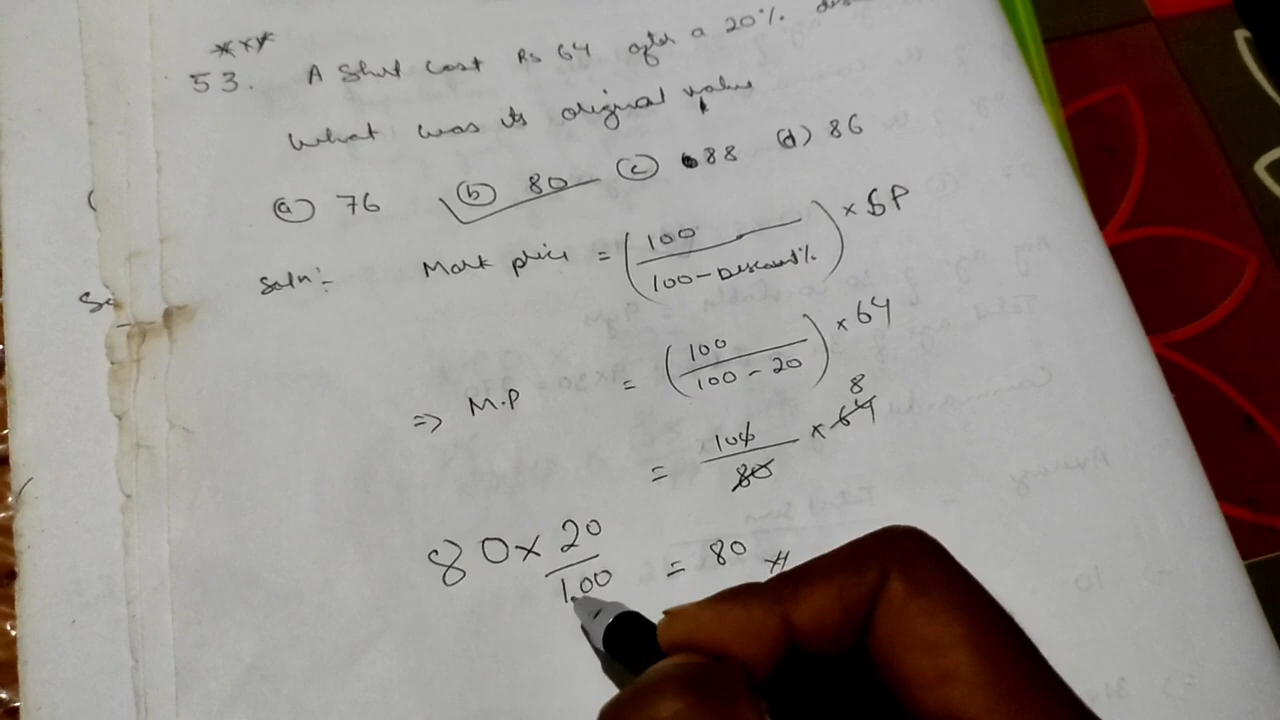 ***
53. A Shirt Cost Rs 64 after a 20%
What was its original value
(a) 76 (b) 80 (c) 88 (d) 86
Soln:- Mark price = (100 / 100 - Discount%) × SP
=> M.P = (100 / 100 - 20) × 64
= 100 / 80 × 64 8
80 × 20 / 100 = 80